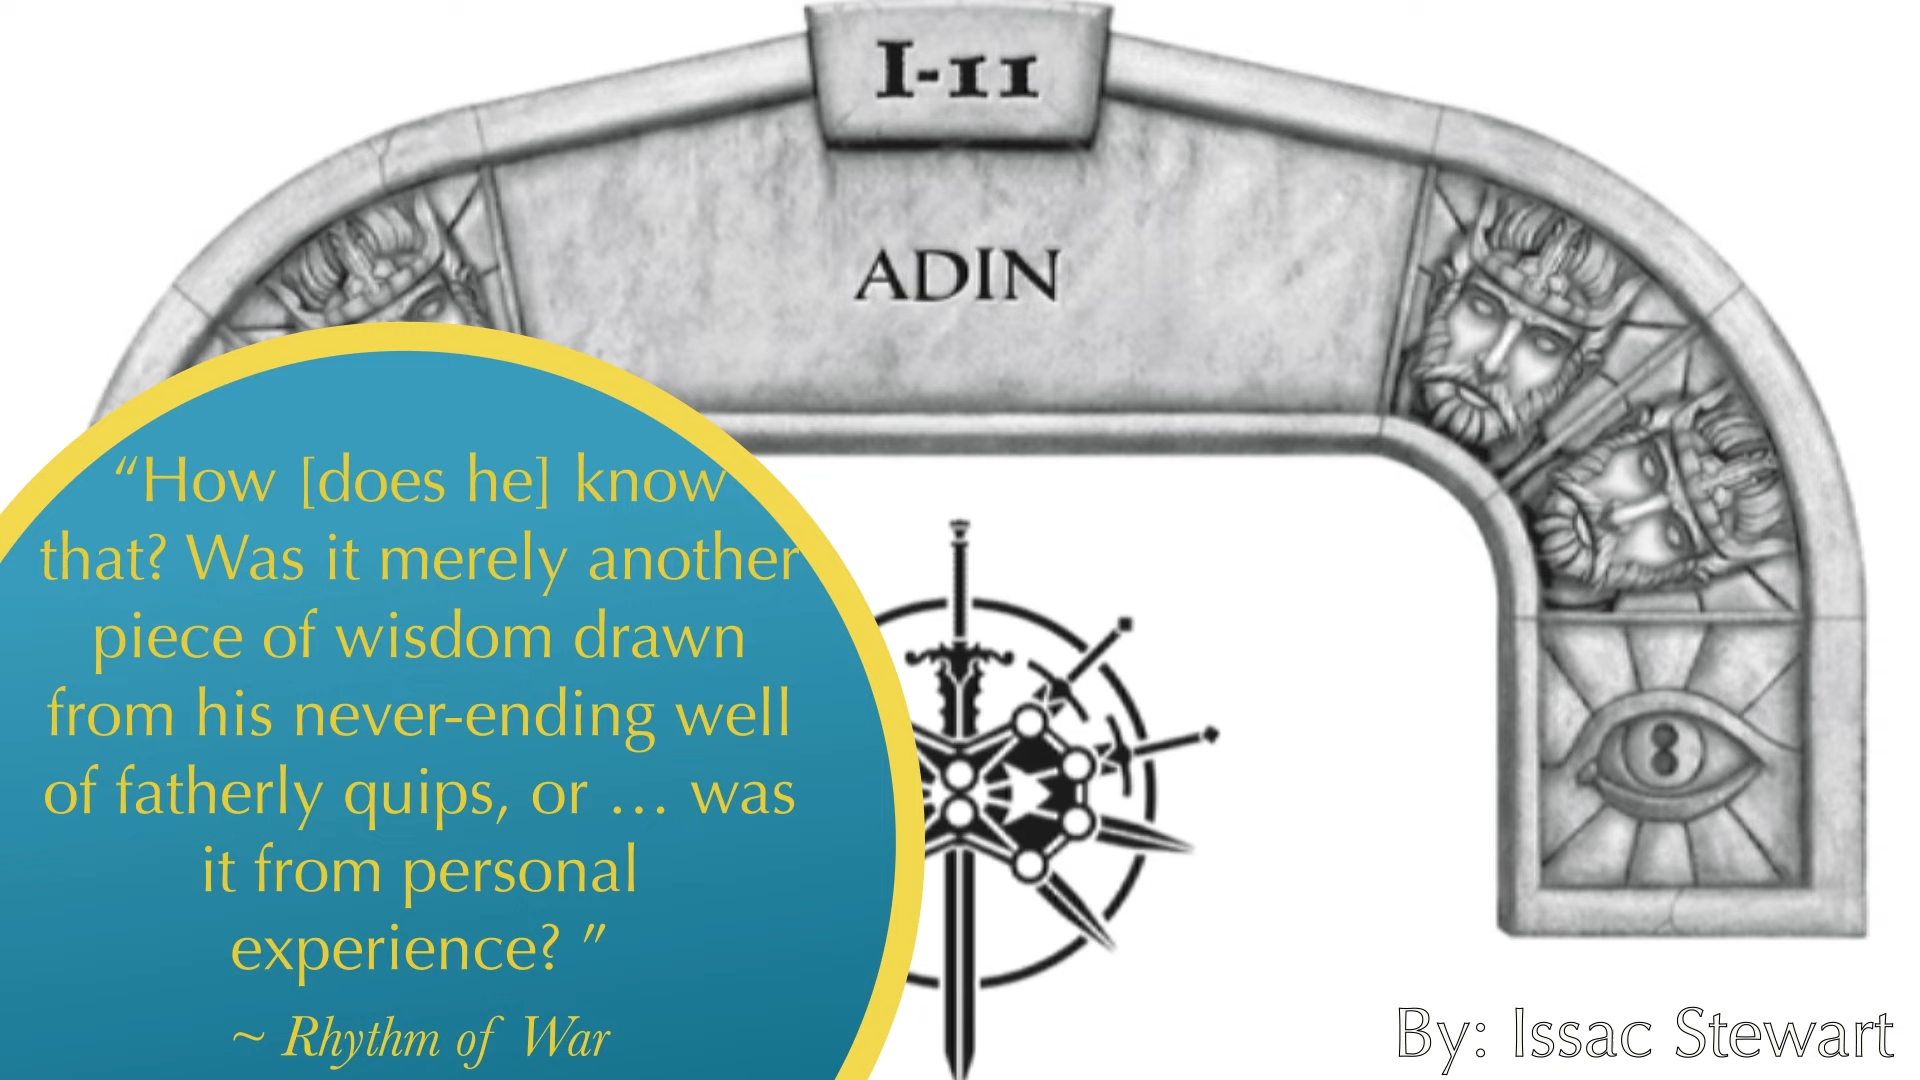 I-11
ADIN
“How [does he] know
that? Was it merely another
piece of wisdom drawn
from his never-ending well
of fatherly quips, or … was
it from personal
experience? ”
~ Rhythm of War
By: Issac Stewart